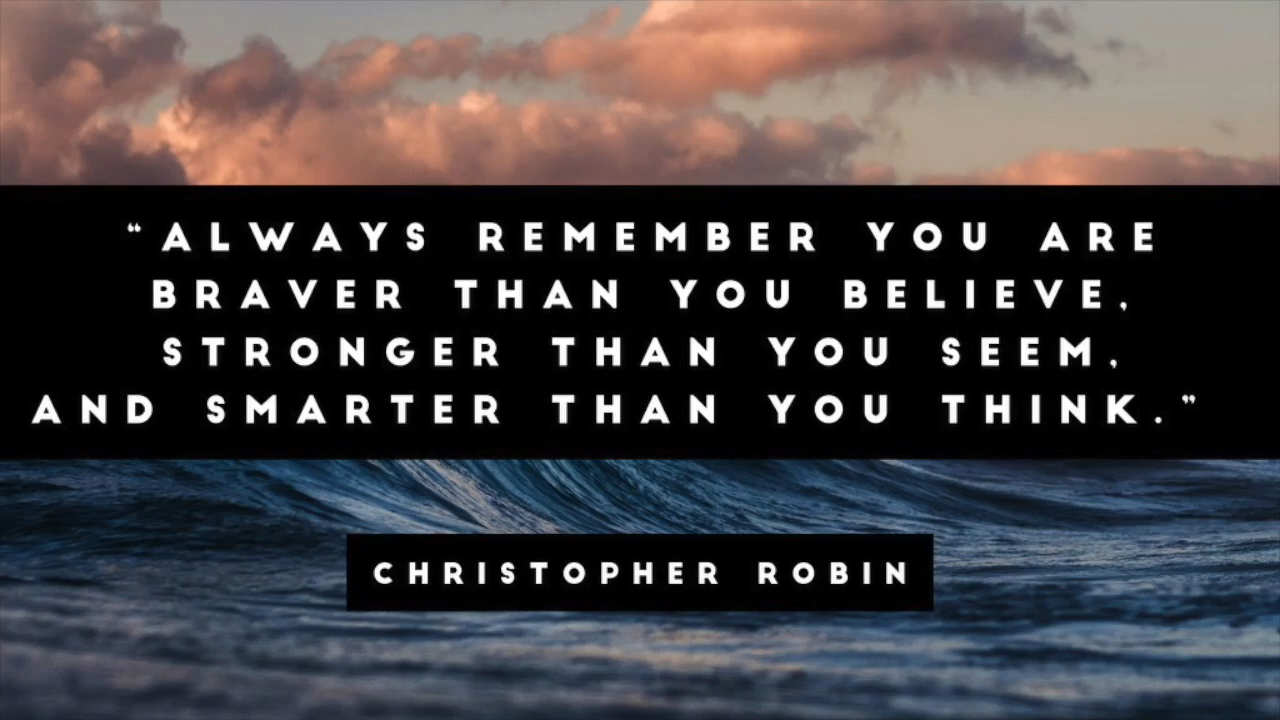 “ALWAYS REMEMBER YOU ARE
BRAVER THAN YOU BELIEVE,
STRONGER THAN YOU SEEM,
AND SMARTER THAN YOU THINK.”
CHRISTOPHER ROBIN